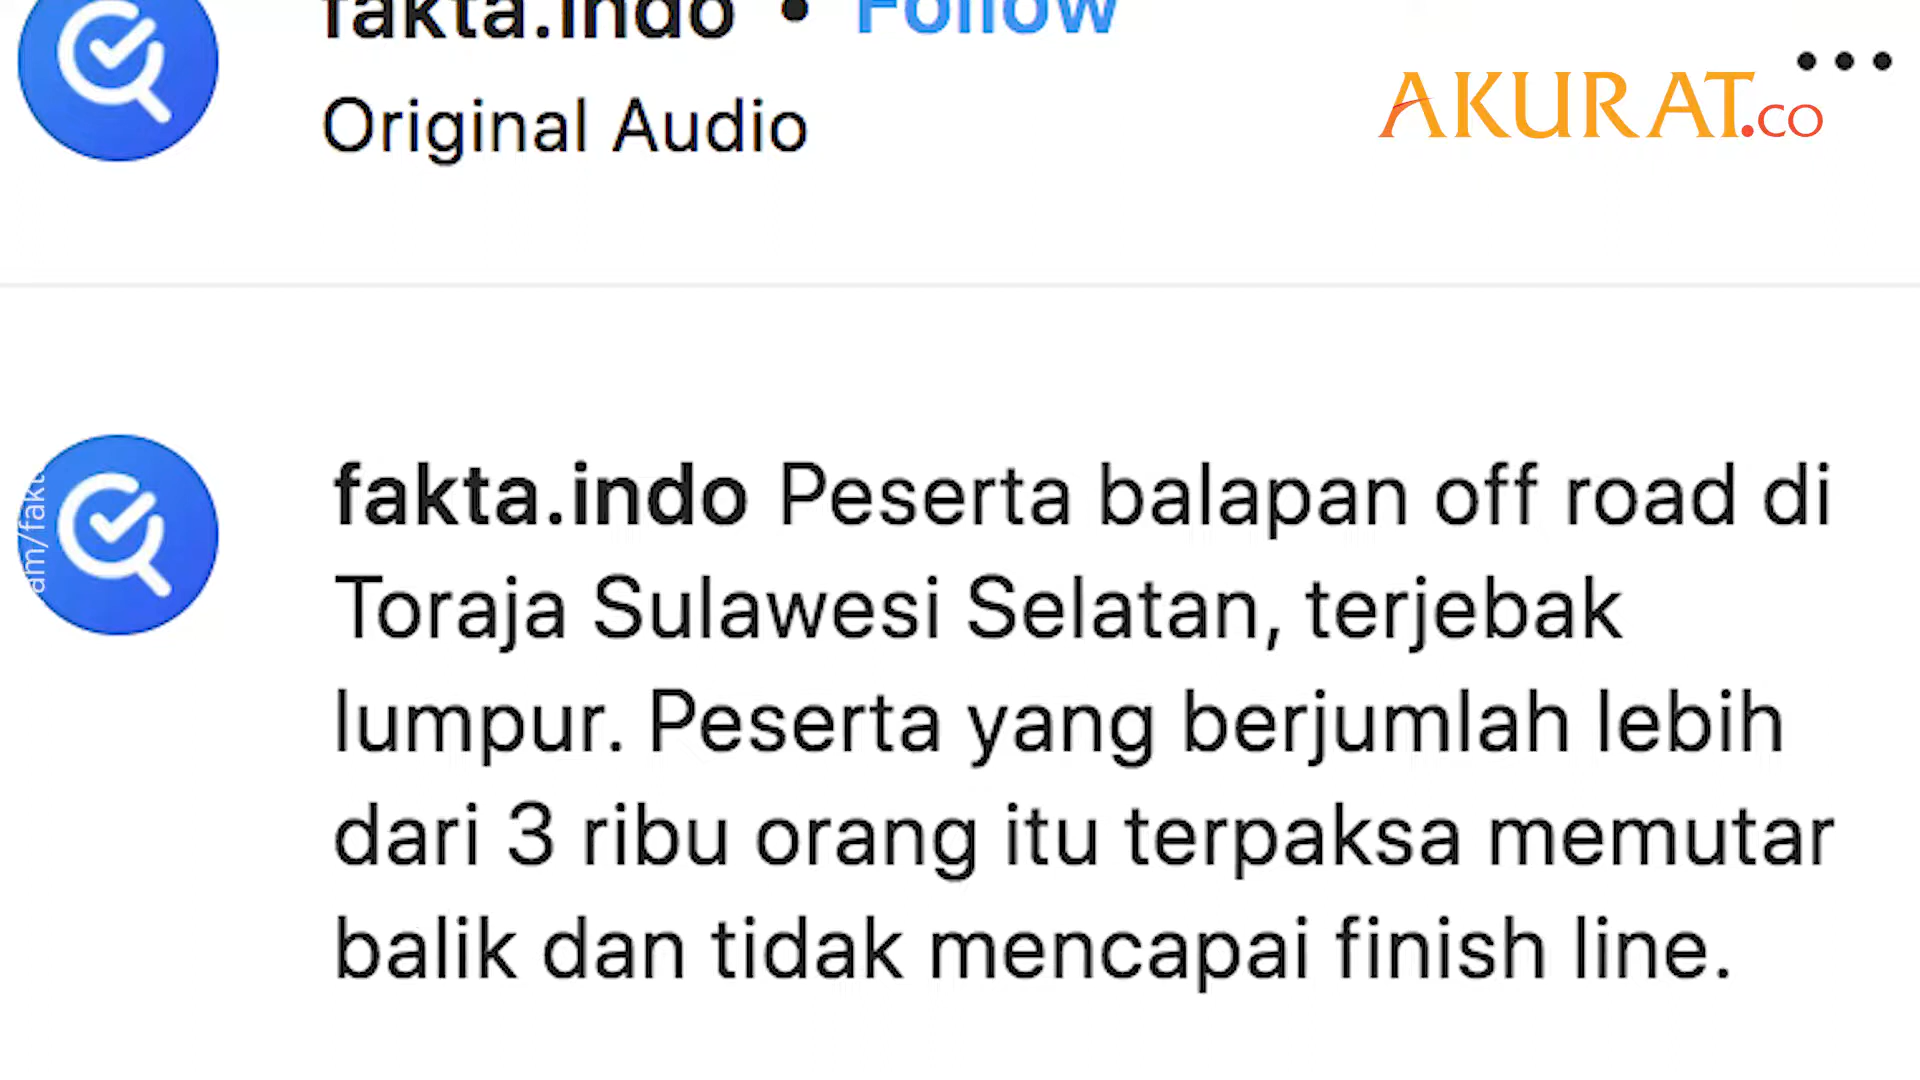 fakta.indo • Follow
Original Audio
AKURAT.co
fakta.indo Peserta balapan off road di
Toraja Sulawesi Selatan, terjebak
lumpur. Peserta yang berjumlah lebih
dari 3 ribu orang itu terpaksa memutar
balik dan tidak mencapai finish line.